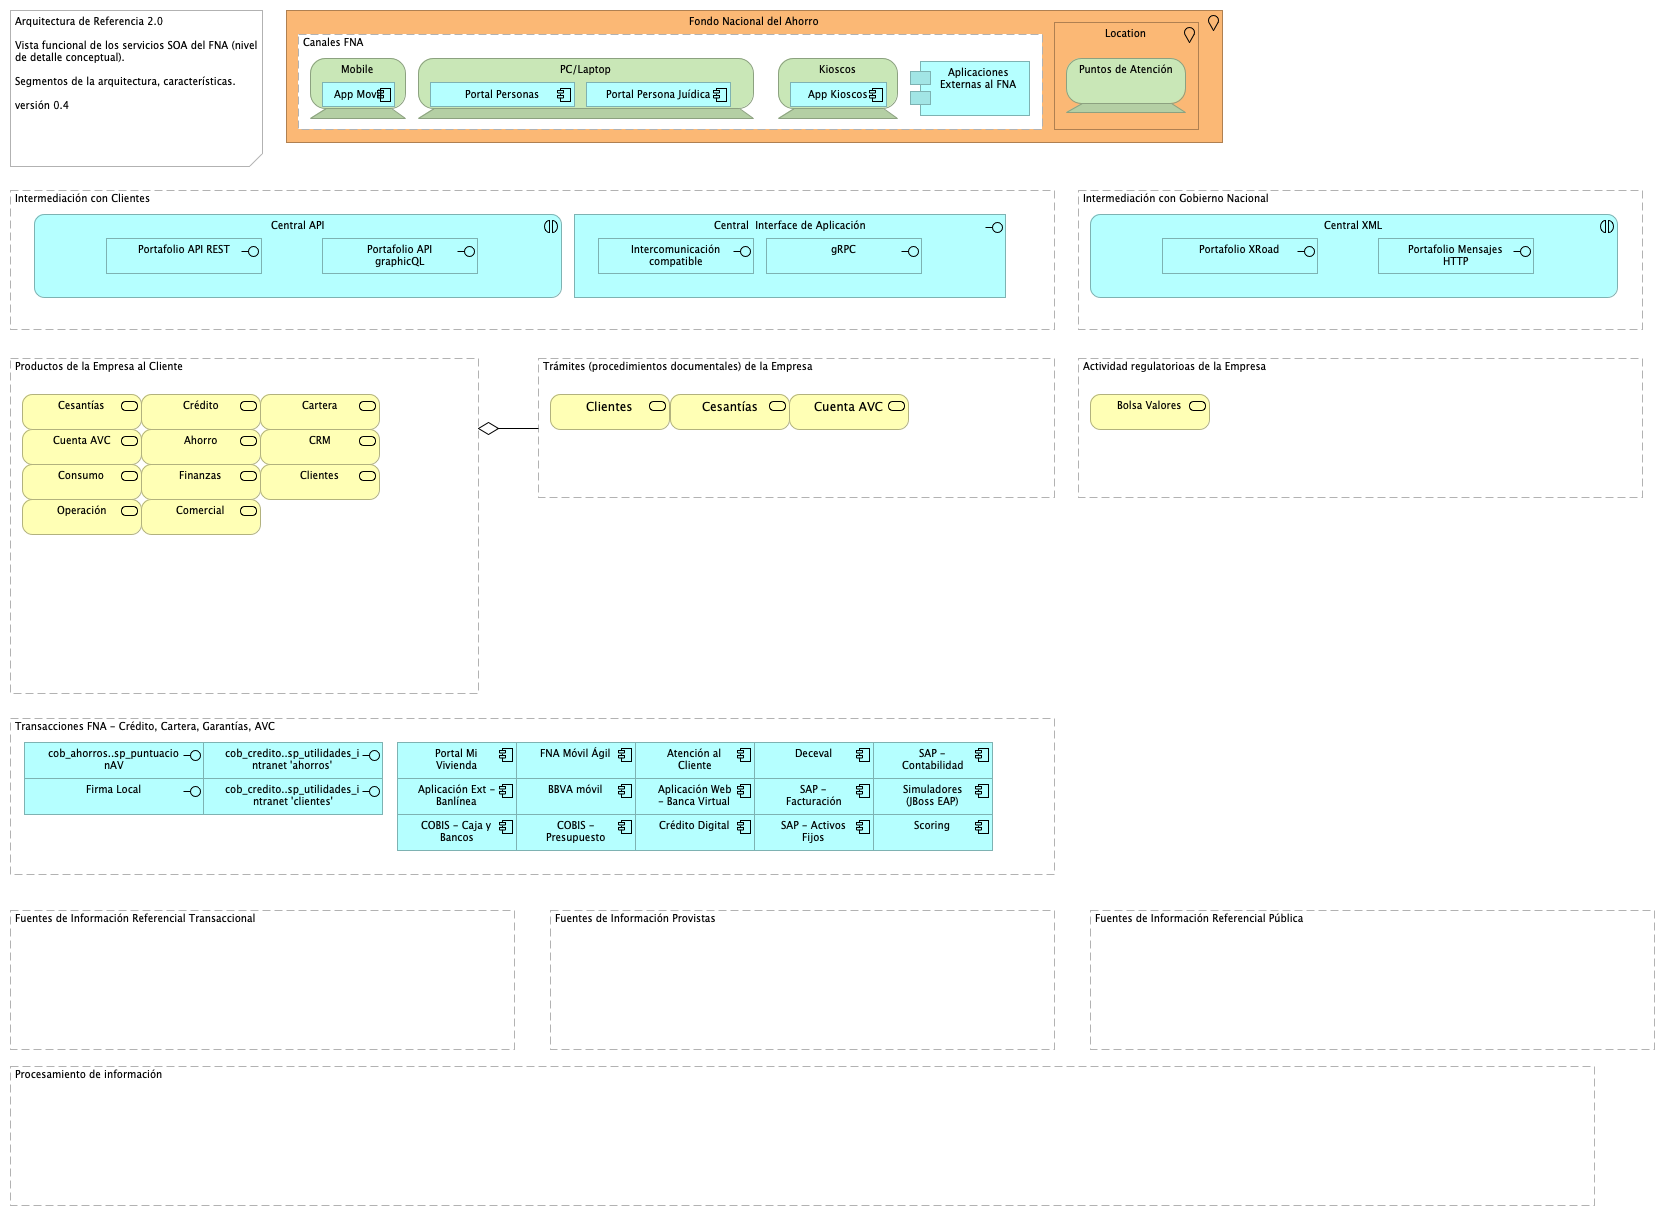 Arquitectura de Referencia 2.0
Vista funcional de los servicios SOA del FNA (nivel
de detalle conceptual).
Segmentos de la arquitectura, características.
versión 0.4
Fondo Nacional del Ahorro
Canales FNA
Mobile
App Movil
PC/Laptop
Portal Personas
Portal Persona Juídica
Kioscos
App Kioscos
Aplicaciones
Externas al FNA
Location
Puntos de Atención
Intermediación con Clientes
Central API
Portafolio API REST
Portafolio API
graphicQL
Central  Interface de Aplicación
Intercomunicación
compatible
gRPC
Intermediación con Gobierno Nacional
Central XML
Portafolio XRoad
Portafolio Mensajes
HTTP
Productos de la Empresa al Cliente
Cesantías
Crédito
Cartera
Cuenta AVC
Ahorro
CRM
Consumo
Finanzas
Clientes
Operación
Comercial
Trámites (procedimientos documentales) de la Empresa
Clientes
Cesantías
Cuenta AVC
Actividad regulatorioas de la Empresa
Bolsa Valores
Transacciones FNA - Crédito, Cartera, Garantías, AVC
cob_ahorros..sp_puntuacio
nAV
cob_credito..sp_utilidades_i
ntranet 'ahorros'
Firma Local
cob_credito..sp_utilidades_i
ntranet 'clientes'
Portal Mi
Vivienda
FNA Móvil Ágil
Atención al
Cliente
Deceval
SAP -
Contabilidad
Aplicación Ext -
Banlínea
BBVA móvil
Aplicación Web
- Banca Virtual
SAP -
Facturación
Simuladores
(JBoss EAP)
COBIS - Caja y
Bancos
COBIS -
Presupuesto
Crédito Digital
SAP - Activos
Fijos
Scoring
Fuentes de Información Referencial Transaccional
Fuentes de Información Provistas
Fuentes de Información Referencial Pública
Procesamiento de información